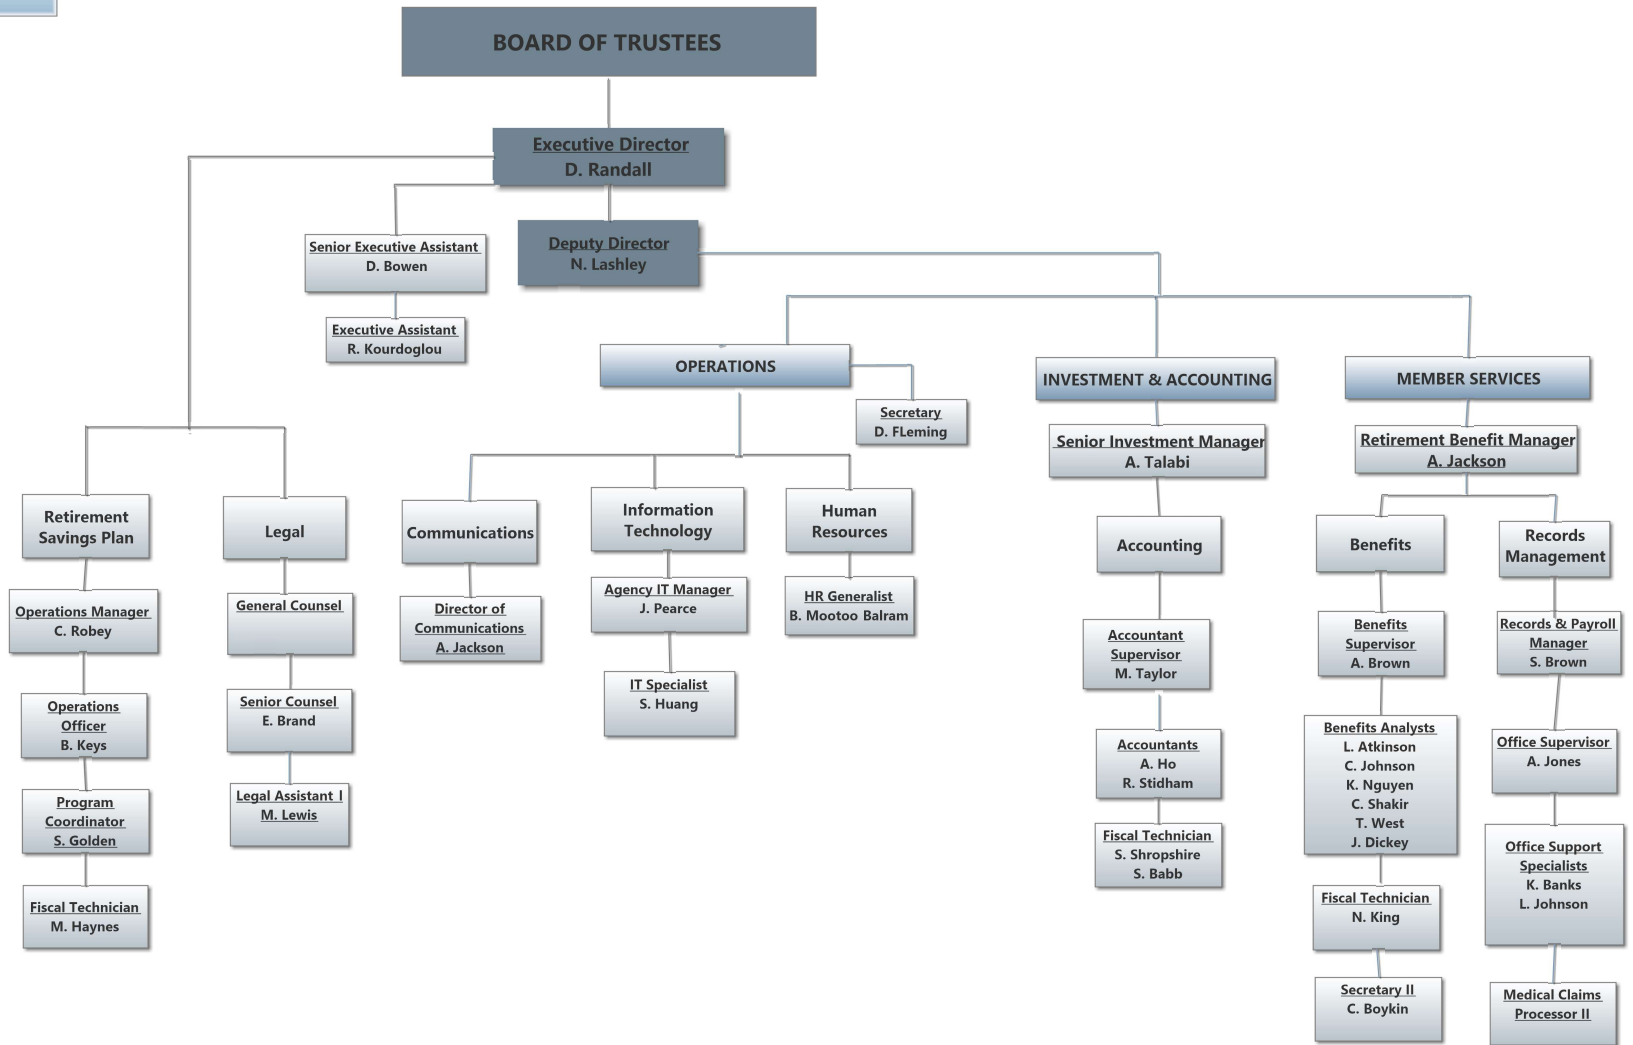 BOARD OF TRUSTEES
Executive Director
D. Randall
Senior Executive Assistant
D. Bowen
Deputy Director
N. Lashley
Executive Assistant
R. Kourdoglou
OPERATIONS
Secretary
D. FLeming
INVESTMENT & ACCOUNTING
MEMBER SERVICES
Senior Investment Manager
A. Talabi
Retirement Benefit Manager
A. Jackson
Retirement
Savings Plan
Operations Manager
C. Robey
Operations
Officer
B. Keys
Program
Coordinator
S. Golden
Fiscal Technician
M. Haynes
Legal
General Counsel
Senior Counsel
E. Brand
Legal Assistant I
M. Lewis
Communications
Director of
Communications
A. Jackson
Information
Technology
Agency IT Manager
J. Pearce
IT Specialist
S. Huang
Human
Resources
HR Generalist
B. Mootoo Balram
Accounting
Accountant
Supervisor
M. Taylor
Accountants
A. Ho
R. Stidham
Fiscal Technician
S. Shropshire
S. Babb
Benefits
Benefits
Supervisor
A. Brown
Benefits Analysts
L. Atkinson
C. Johnson
K. Nguyen
C. Shakir
T. West
J. Dickey
Fiscal Technician
N. King
Secretary II
C. Boykin
Records
Management
Records & Payroll
Manager
S. Brown
Office Supervisor
A. Jones
Office Support
Specialists
K. Banks
L. Johnson
Medical Claims
Processor II